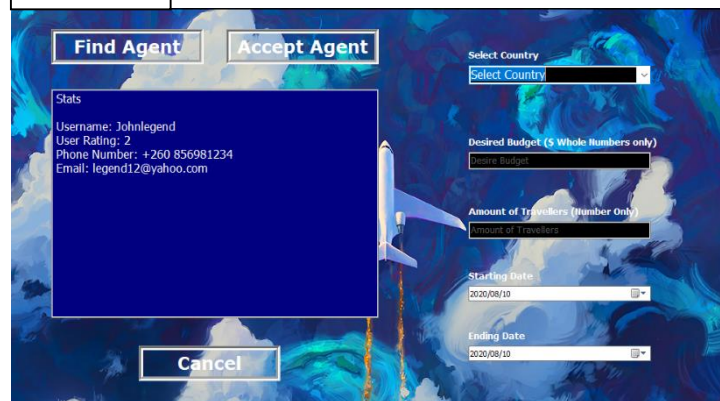 Find Agent
Accept Agent
Stats
Username: Johnlegend
User Rating: 2
Phone Number: +260 856981234
Email: legend12@yahoo.com
Cancel
Select Country
Select Country
Desired Budget ($ Whole Numbers only)
Desire Budget
Amount of Travellers (Number Only)
Amount of Travellers
Starting Date
2020/08/10
Ending Date
2020/08/10